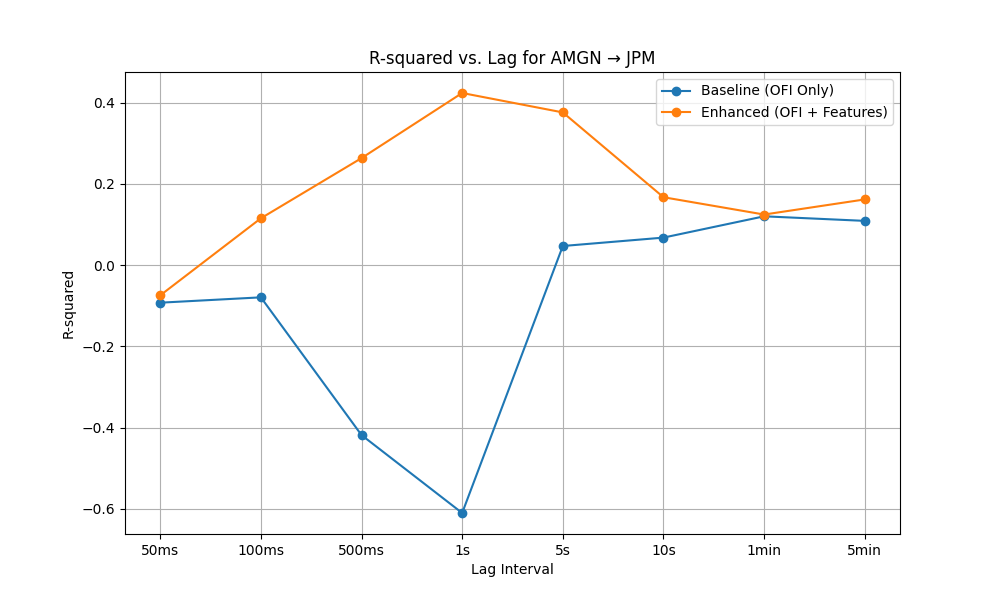 R-squared vs. Lag for AMGN → JPM
Baseline (OFI Only)
Enhanced (OFI + Features)
R-squared
0.4
0.2
0.0
−0.2
−0.4
−0.6
50ms 100ms 500ms 1s 5s 10s 1min 5min
Lag Interval